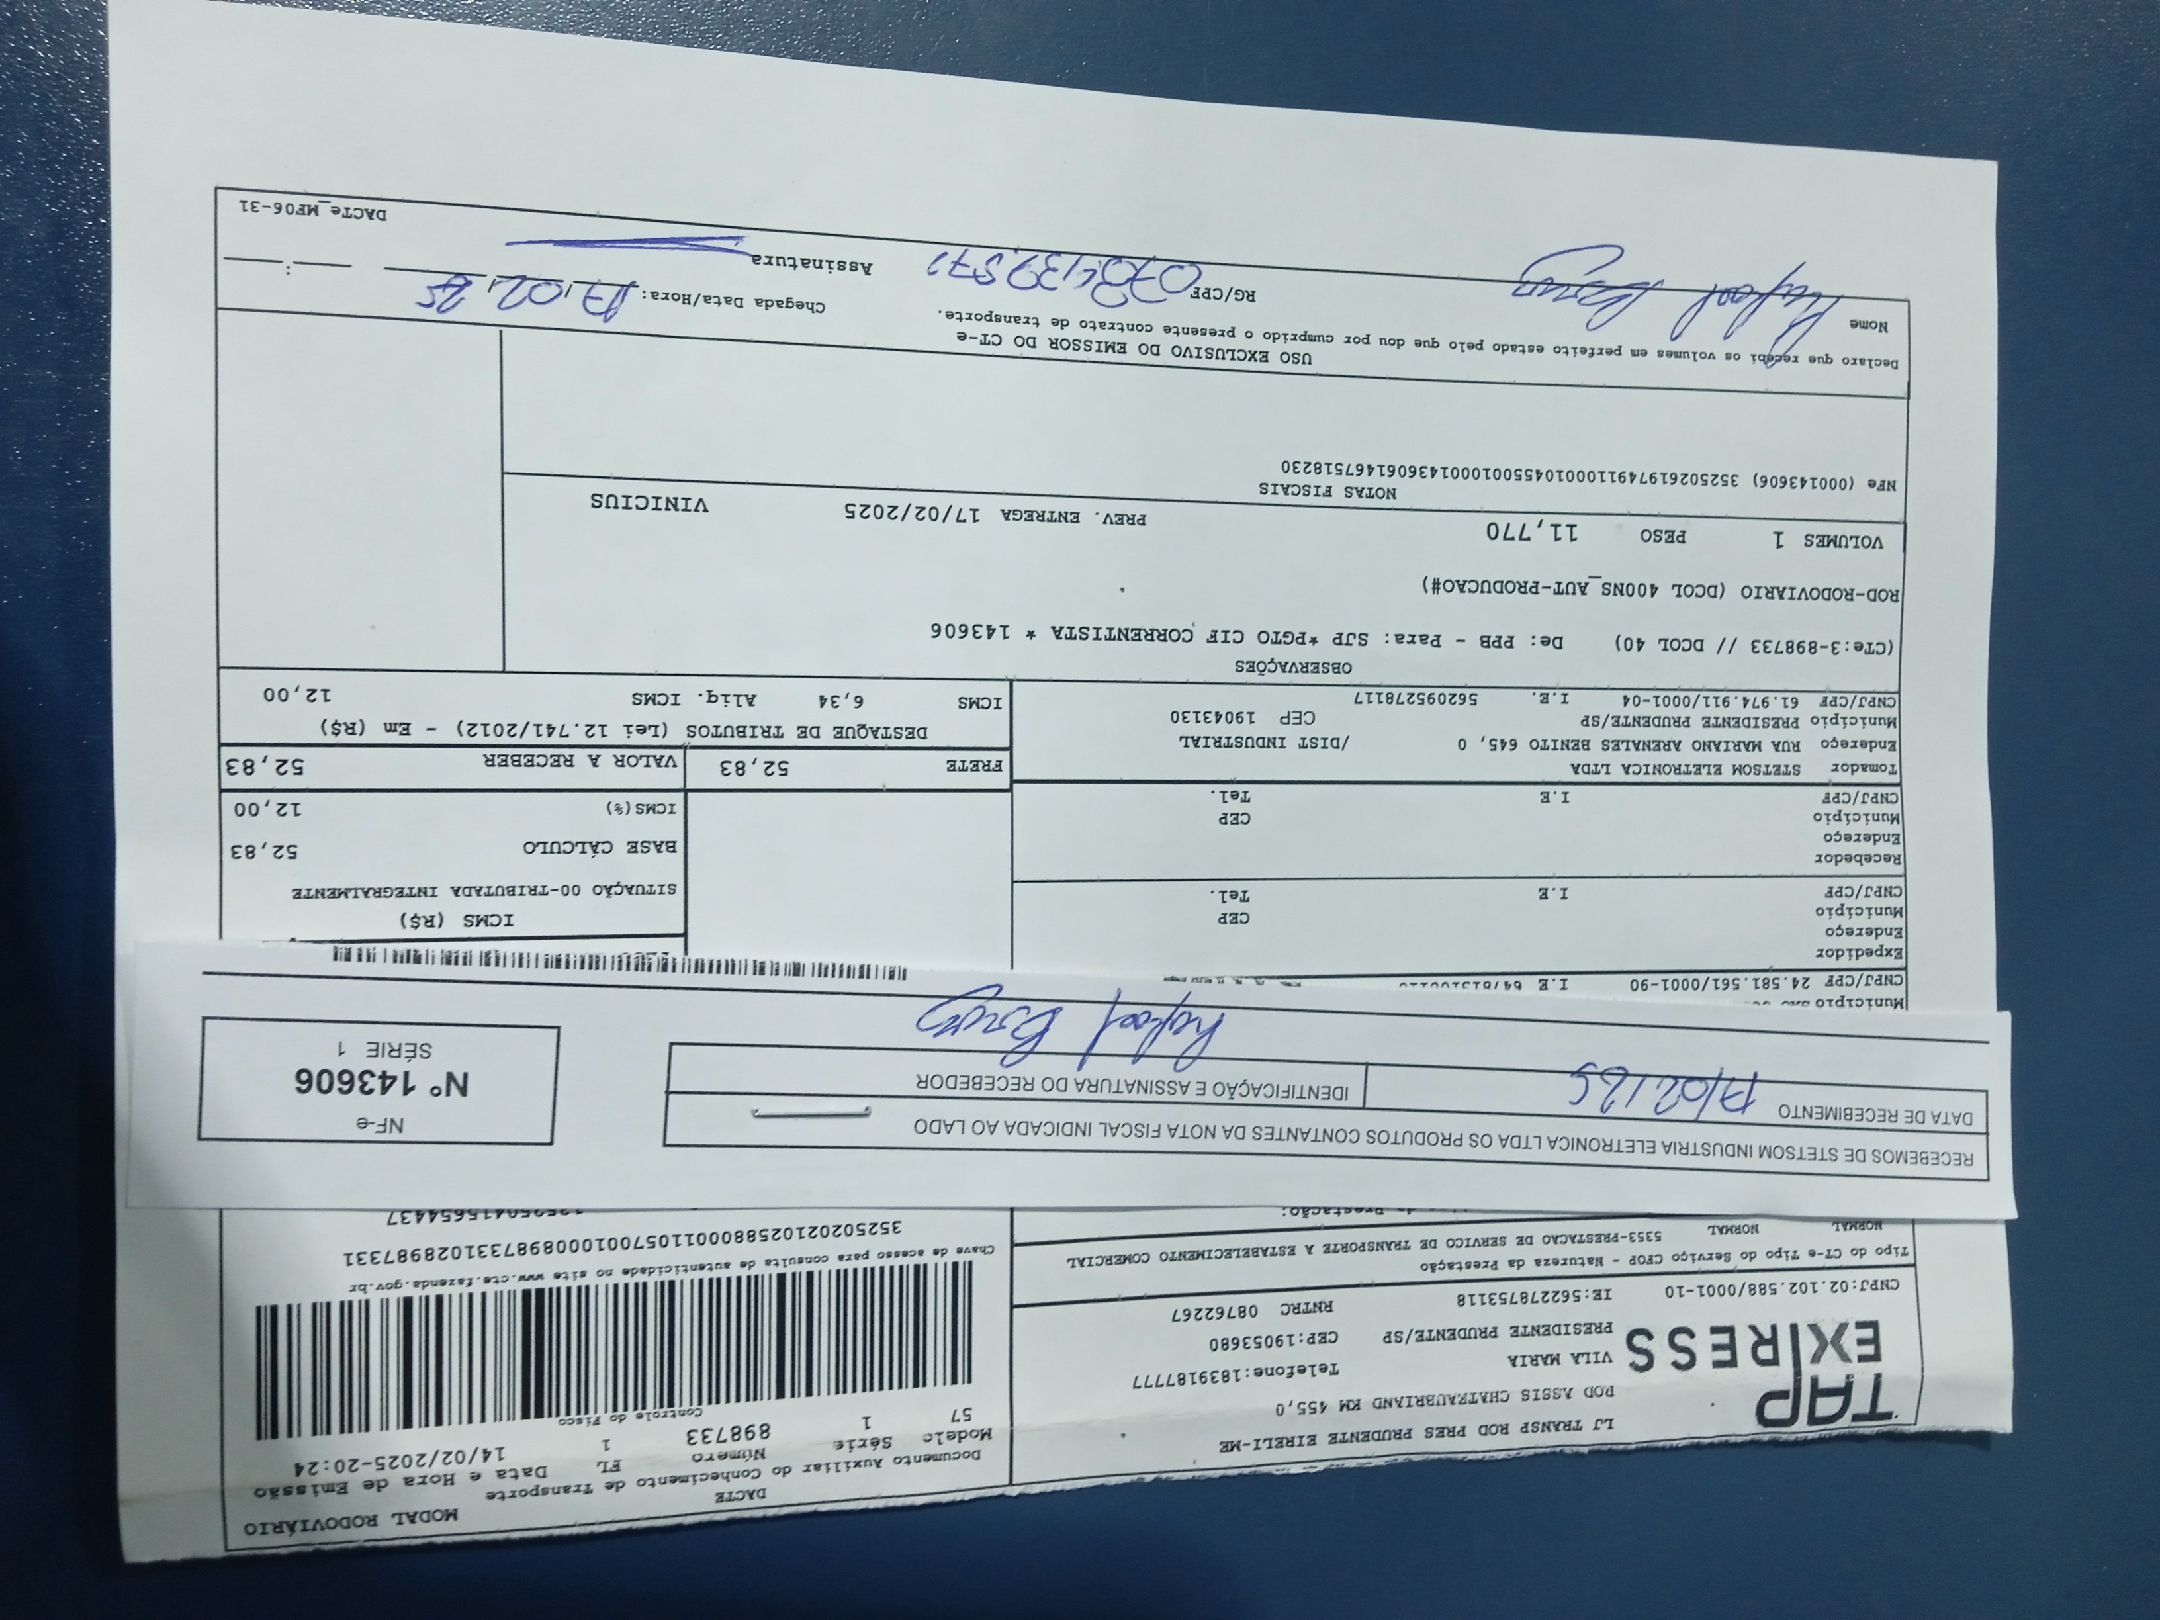 DACTE
MODAL RODOVIÁRIO
Documento Auxiliar do Conhecimento de Transporte
Modelo Série Número FL Data e Hora de Emissão
57 1 898733 1 14/02/2025-20:24
Controle do Fisco
TAP
EXPRESS
LJ TRANSP ROD PRES PRUDENTE EIRELI-ME
ROD ASSIS CHATEAUBRIAND KM 455,0
VILA MARIA Telefone:1839187777
PRESIDENTE PRUDENTE/SP CEP:19053680
CNPJ:02.102.588/0001-10 IE:562278753118 RNTRC 08762267
Chave de acesso para consulta de autenticidade no site www.cte.fazenda.gov.br
35250202102588000110570010008987331028987331
Tipo do CT-e Tipo do Serviço CFOP - Natureza da Prestação
NORMAL NORMAL 5353-PRESTACAO DE SERVICO DE TRANSPORTE A ESTABELECIMENTO COMERCIAL
RECEBEMOS DE STETSOM INDUSTRIA ELETRONICA LTDA OS PRODUTOS CONTANTES DA NOTA FISCAL INDICADA AO LADO
DATA DE RECEBIMENTO 17/02/25
IDENTIFICAÇÃO E ASSINATURA DO RECEBEDOR
Rafael
NF-e
Nº 143606
SÉRIE 1
Município
CNPJ/CPF 24.581.561/0001-90 I.E
Expedidor
Endereço
Município CEP
CNPJ/CPF I.E Tel.
Recebedor
Endereço
Município CEP
CNPJ/CPF I.E Tel.
Tomador STETSOM ELETRONICA LTDA
Endereço RUA MARIANO ARENALES BENITO 645, 0 /DIST INDUSTRIAL
Município PRESIDENTE PRUDENTE/SP CEP 19043130
CNPJ/CPF 61.974.911/0001-04 I.E. 562095278117
ICMS (R$)
SITUAÇÃO 00-TRIBUTADA INTEGRALMENTE
BASE CÁLCULO 52,83
ICMS(%) 12,00
FRETE 52,83 VALOR A RECEBER 52,83
DESTAQUE DE TRIBUTOS (Lei 12.741/2012) - Em (R$)
ICMS 6,34 Aliq. ICMS 12,00
OBSERVAÇÕES
(CTe:3-898733 // DCOL 40) De: PPB - Para: SJP *PGTO CIF CORRENTISTA * 143606
ROD-RODOVIARIO (DCOL 400NS_AUT-PRODUCAO#)
VOLUMES 1 PESO 11,770 PREV. ENTREGA 17/02/2025 VINICIUS
NOTAS FISCAIS
NFe (000143606) 35250261974911000104550010001436061467518230
USO EXCLUSIVO DO EMISSOR DO CT-e
Declaro que recebi os volumes em perfeito estado pelo que dou por cumprido o presente contrato de transporte.
Nome Rafael
RG/CPF
Chegada Data/Hora: 17/02/25
Assinatura
DACTe_MF06-31